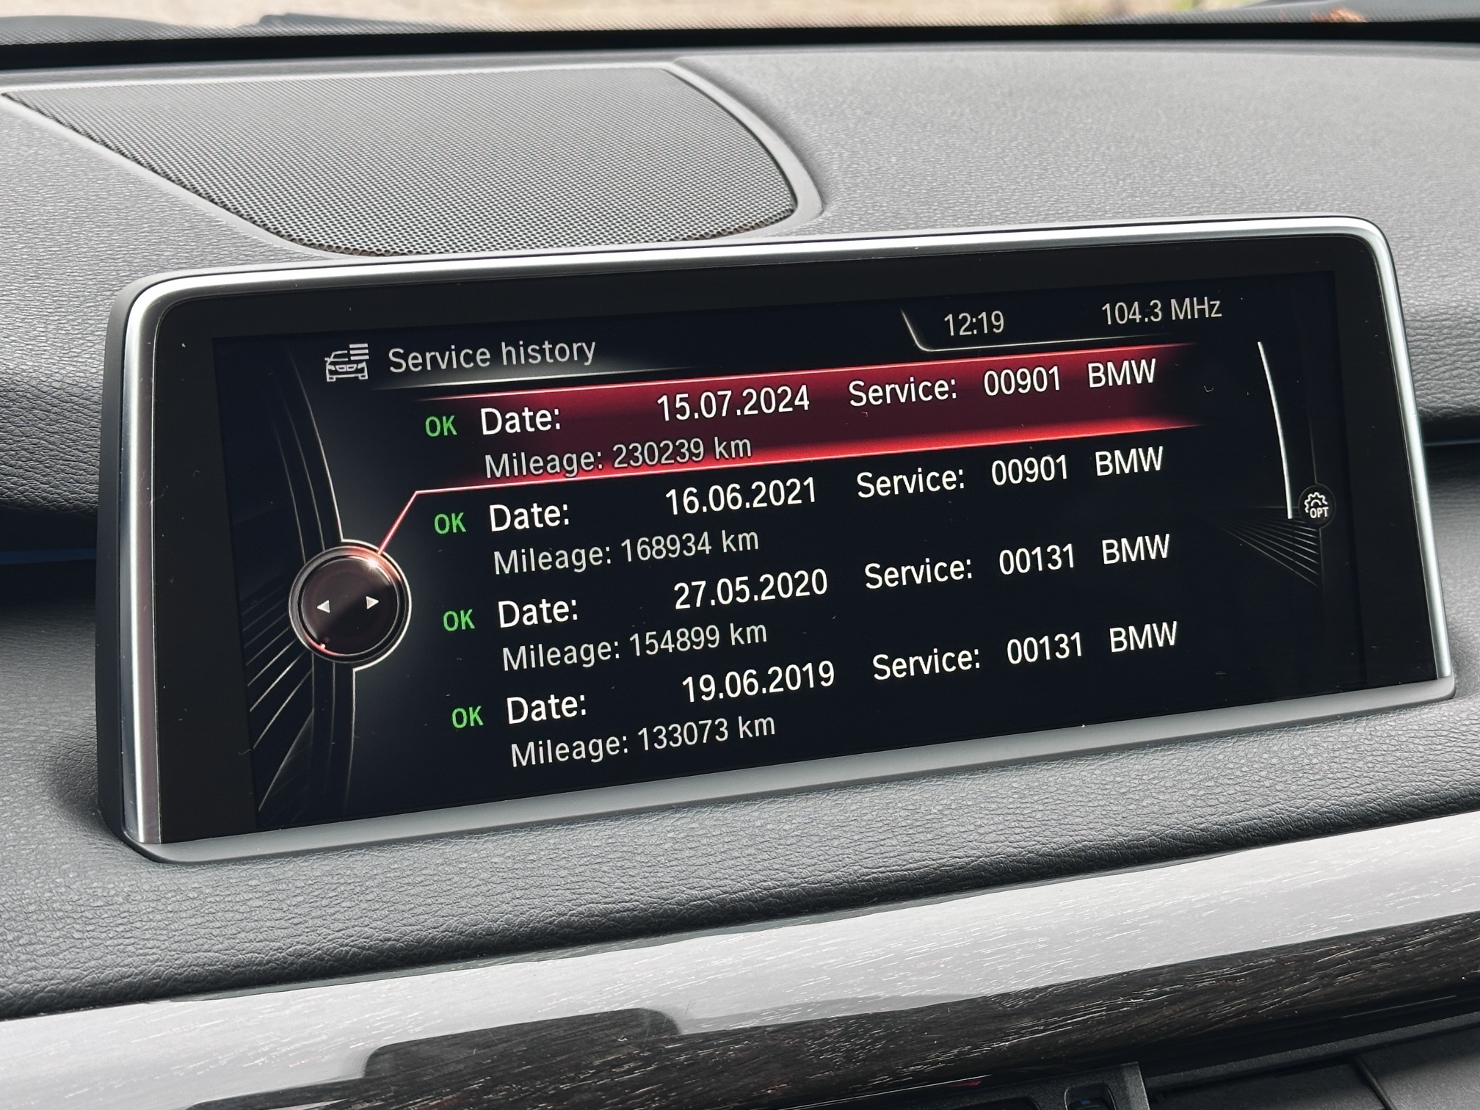 Service history 12:19 104.3 MHz
OK Date: 15.07.2024 Service: 00901 BMW
Mileage: 230239 km
OK Date: 16.06.2021 Service: 00901 BMW
Mileage: 168934 km
OK Date: 27.05.2020 Service: 00131 BMW
Mileage: 154899 km
OK Date: 19.06.2019 Service: 00131 BMW
Mileage: 133073 km
OPT